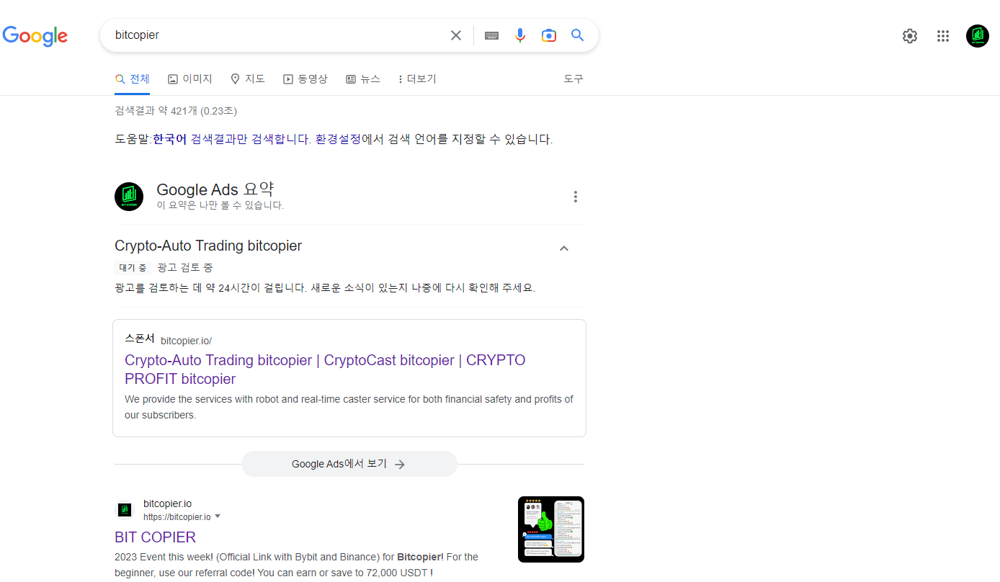 Google
bitcopier
전체 이미지 지도 동영상 뉴스 더보기 도구
검색결과 약 421개 (0.23초)
도움말:한국어 검색결과만 검색합니다. 환경설정에서 검색 언어를 지정할 수 있습니다.
Google Ads 요약
이 요약은 나만 볼 수 있습니다.
BIT COPIER
Crypto-Auto Trading bitcopier
대기 중 광고 검토 중
광고를 검토하는 데 약 24시간이 걸립니다. 새로운 소식이 있는지 나중에 다시 확인해 주세요.
스폰서 bitcopier.io/
Crypto-Auto Trading bitcopier | CryptoCast bitcopier | CRYPTO
PROFIT bitcopier
We provide the services with robot and real-time caster service for both financial safety and profits of
our subscribers.
Google Ads에서 보기
bitcopier.io
https://bitcopier.io
BIT COPIER
2023 Event this week! (Official Link with Bybit and Binance) for Bitcopier! For the
beginner, use our referral code! You can earn or save to 72,000 USDT !